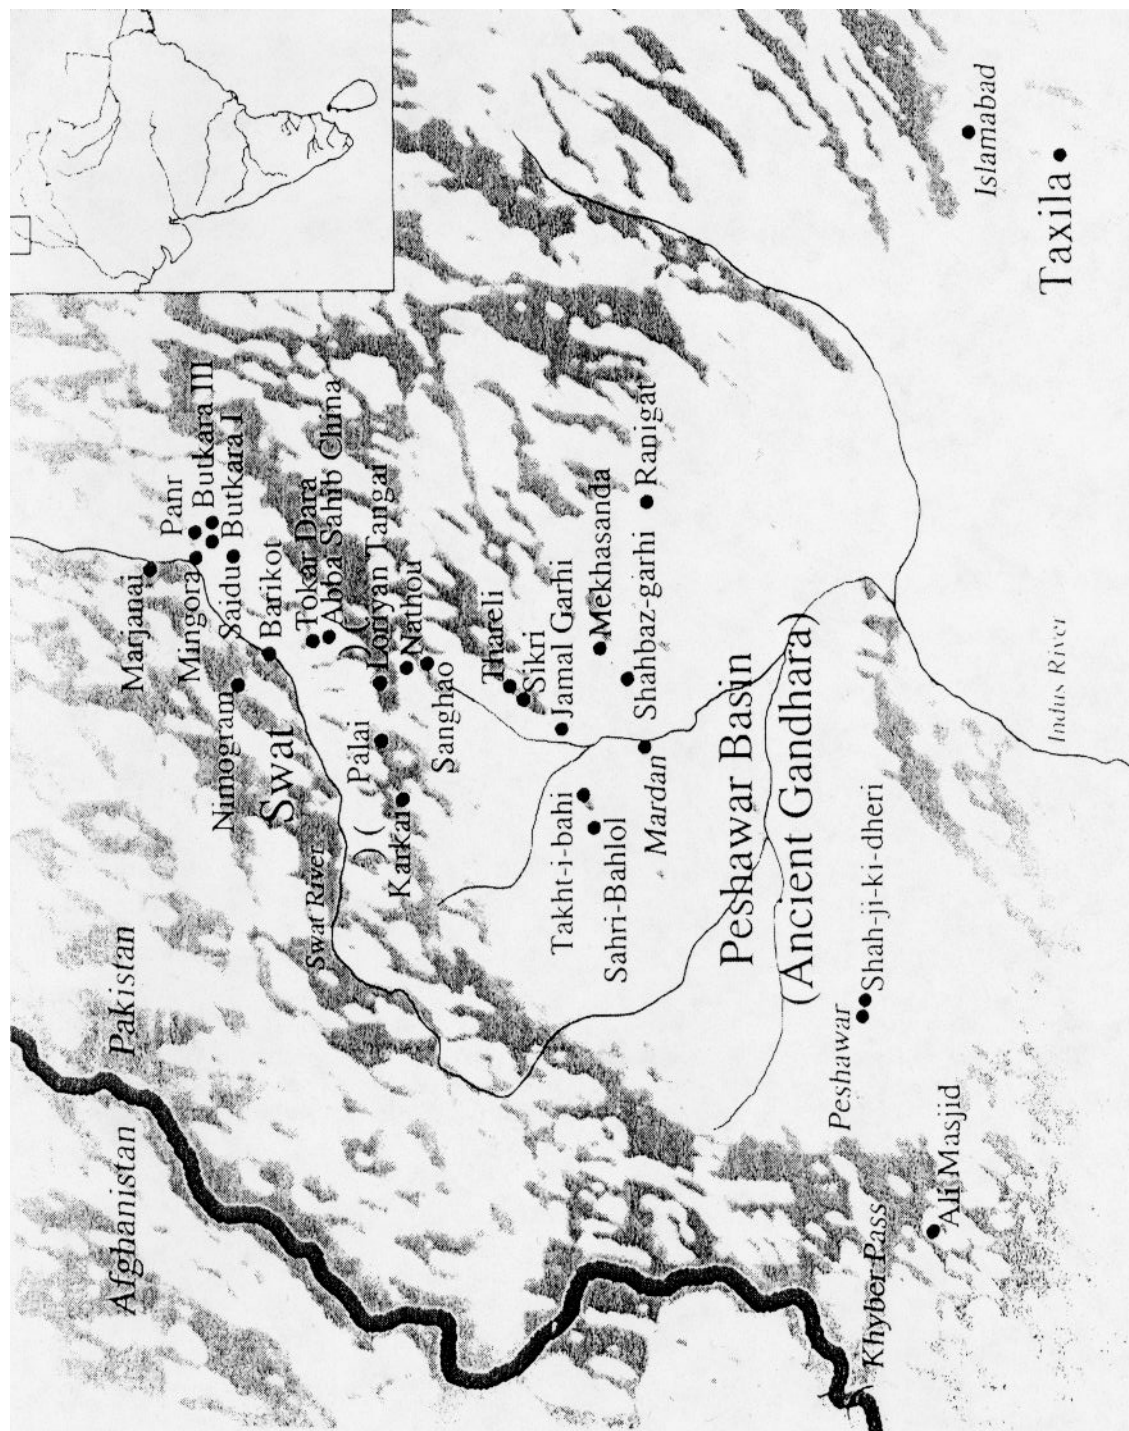 Afghanistan
Pakistan
Marjanai
Panr
Mingora
Butkara III
Saidu
Butkara I
Nimogram
Barikot
Swat
Tokar Dara
Abba Sahib China
Swat River
Palai
Loriyan Tangai
Karkai
Nathou
Sanghao
Thareli
Sikri
Jamal Garhi
Takht-i-bahi
Mekhasanda
Sahri-Bahlol
Shahbaz-garhi
Ranigat
Mardan
Peshawar Basin
(Ancient Gandhara)
Peshawar
Shah-ji-ki-dheri
Khyber Pass
Ali Masjid
Islamabad
Taxila
Indus River